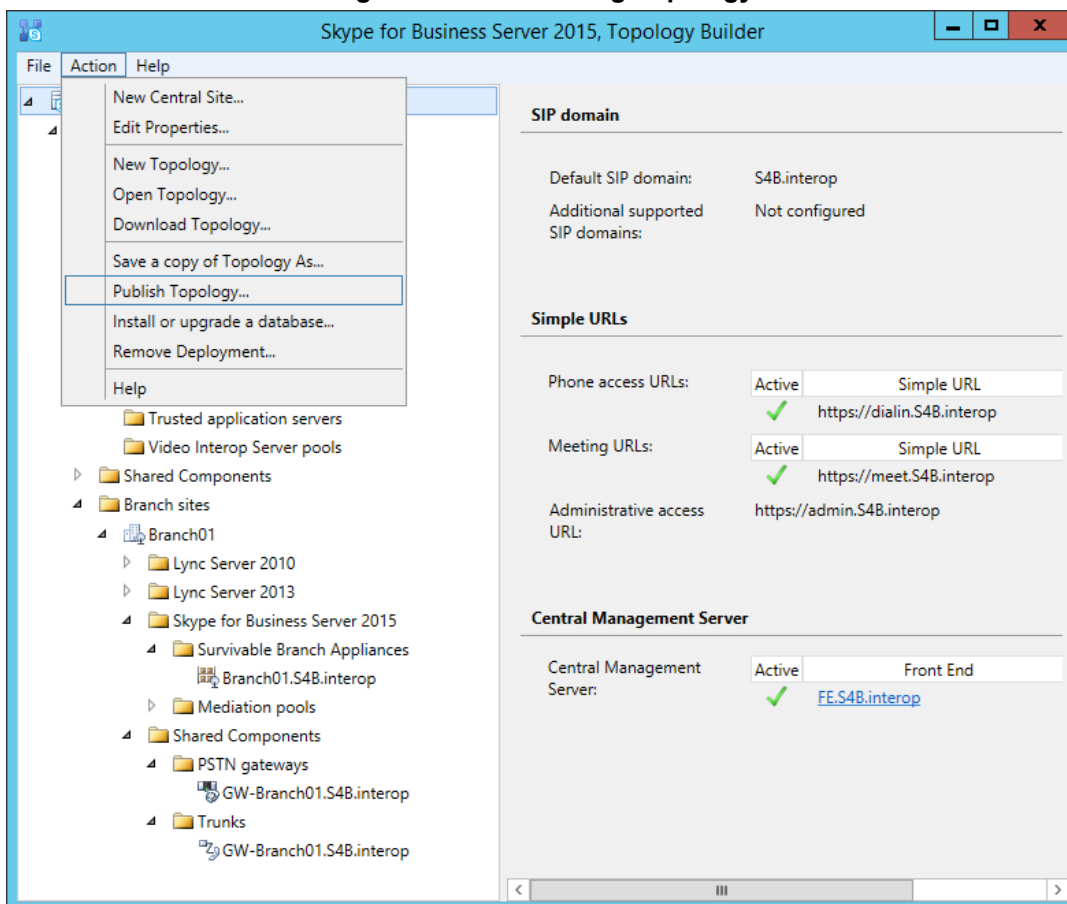 Skype for Business Server 2015, Topology Builder
File Action Help
New Central Site...
Edit Properties...
New Topology...
Open Topology...
Download Topology...
Save a copy of Topology As...
Publish Topology...
Install or upgrade a database...
Remove Deployment...
Help
Trusted application servers
Video Interop Server pools
Shared Components
Branch sites
Branch01
Lync Server 2010
Lync Server 2013
Skype for Business Server 2015
Survivable Branch Appliances
Branch01.S4B.interop
Mediation pools
Shared Components
PSTN gateways
GW-Branch01.S4B.interop
Trunks
GW-Branch01.S4B.interop
SIP domain
Default SIP domain: S4B.interop
Additional supported Not configured
SIP domains:
Simple URLs
Phone access URLs: Active Simple URL
https://dialin.S4B.interop
Meeting URLs: Active Simple URL
https://meet.S4B.interop
Administrative access https://admin.S4B.interop
URL:
Central Management Server
Central Management Active Front End
Server: FE.S4B.interop